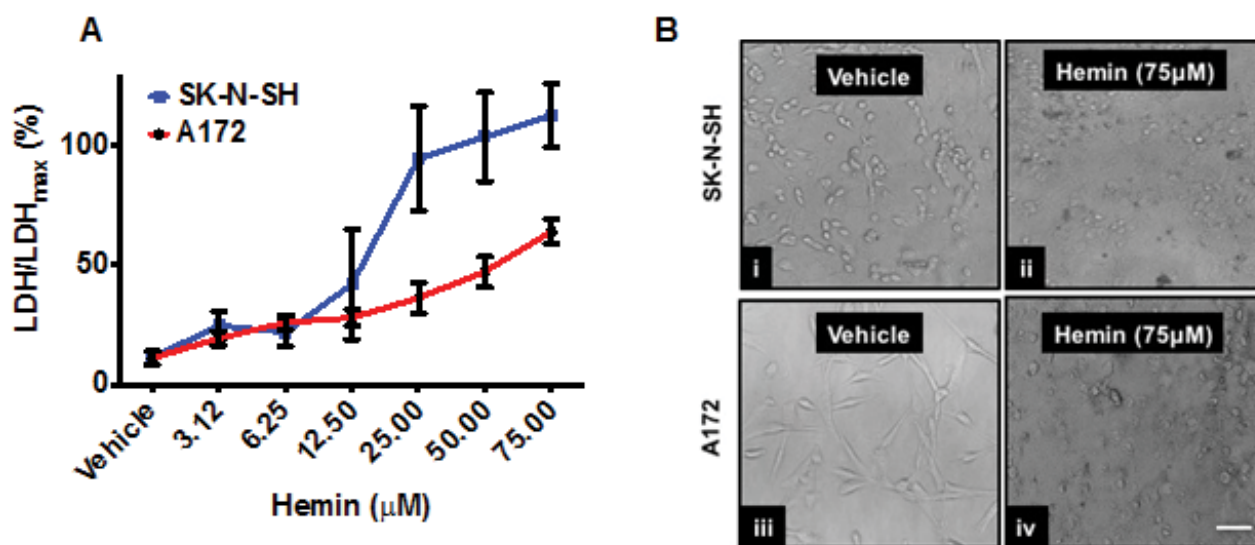 A
SK-N-SH
A172
LDH/LDHmax (%)
100
50
0
Vehicle
3.12
6.25
12.50
25.00
50.00
75.00
Hemin (μM)
B
Vehicle
Hemin (75μM)
SK-N-SH
i
ii
Vehicle
Hemin (75μM)
A172
iii
iv